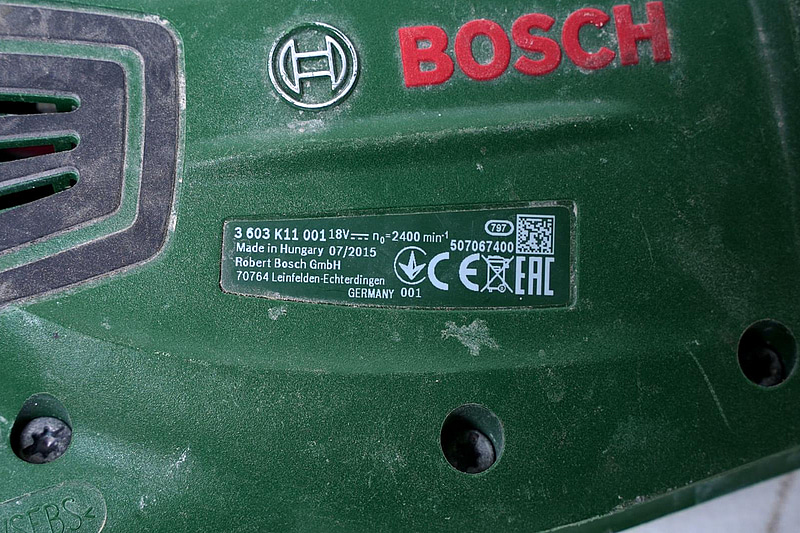 BOSCH
3 603 K11 001 18V⎓ n₀=2400 min⁻¹
797
Made in Hungary 07/2015
507067400
Robert Bosch GmbH
70764 Leinfelden-Echterdingen
GERMANY 001
CE
EAC